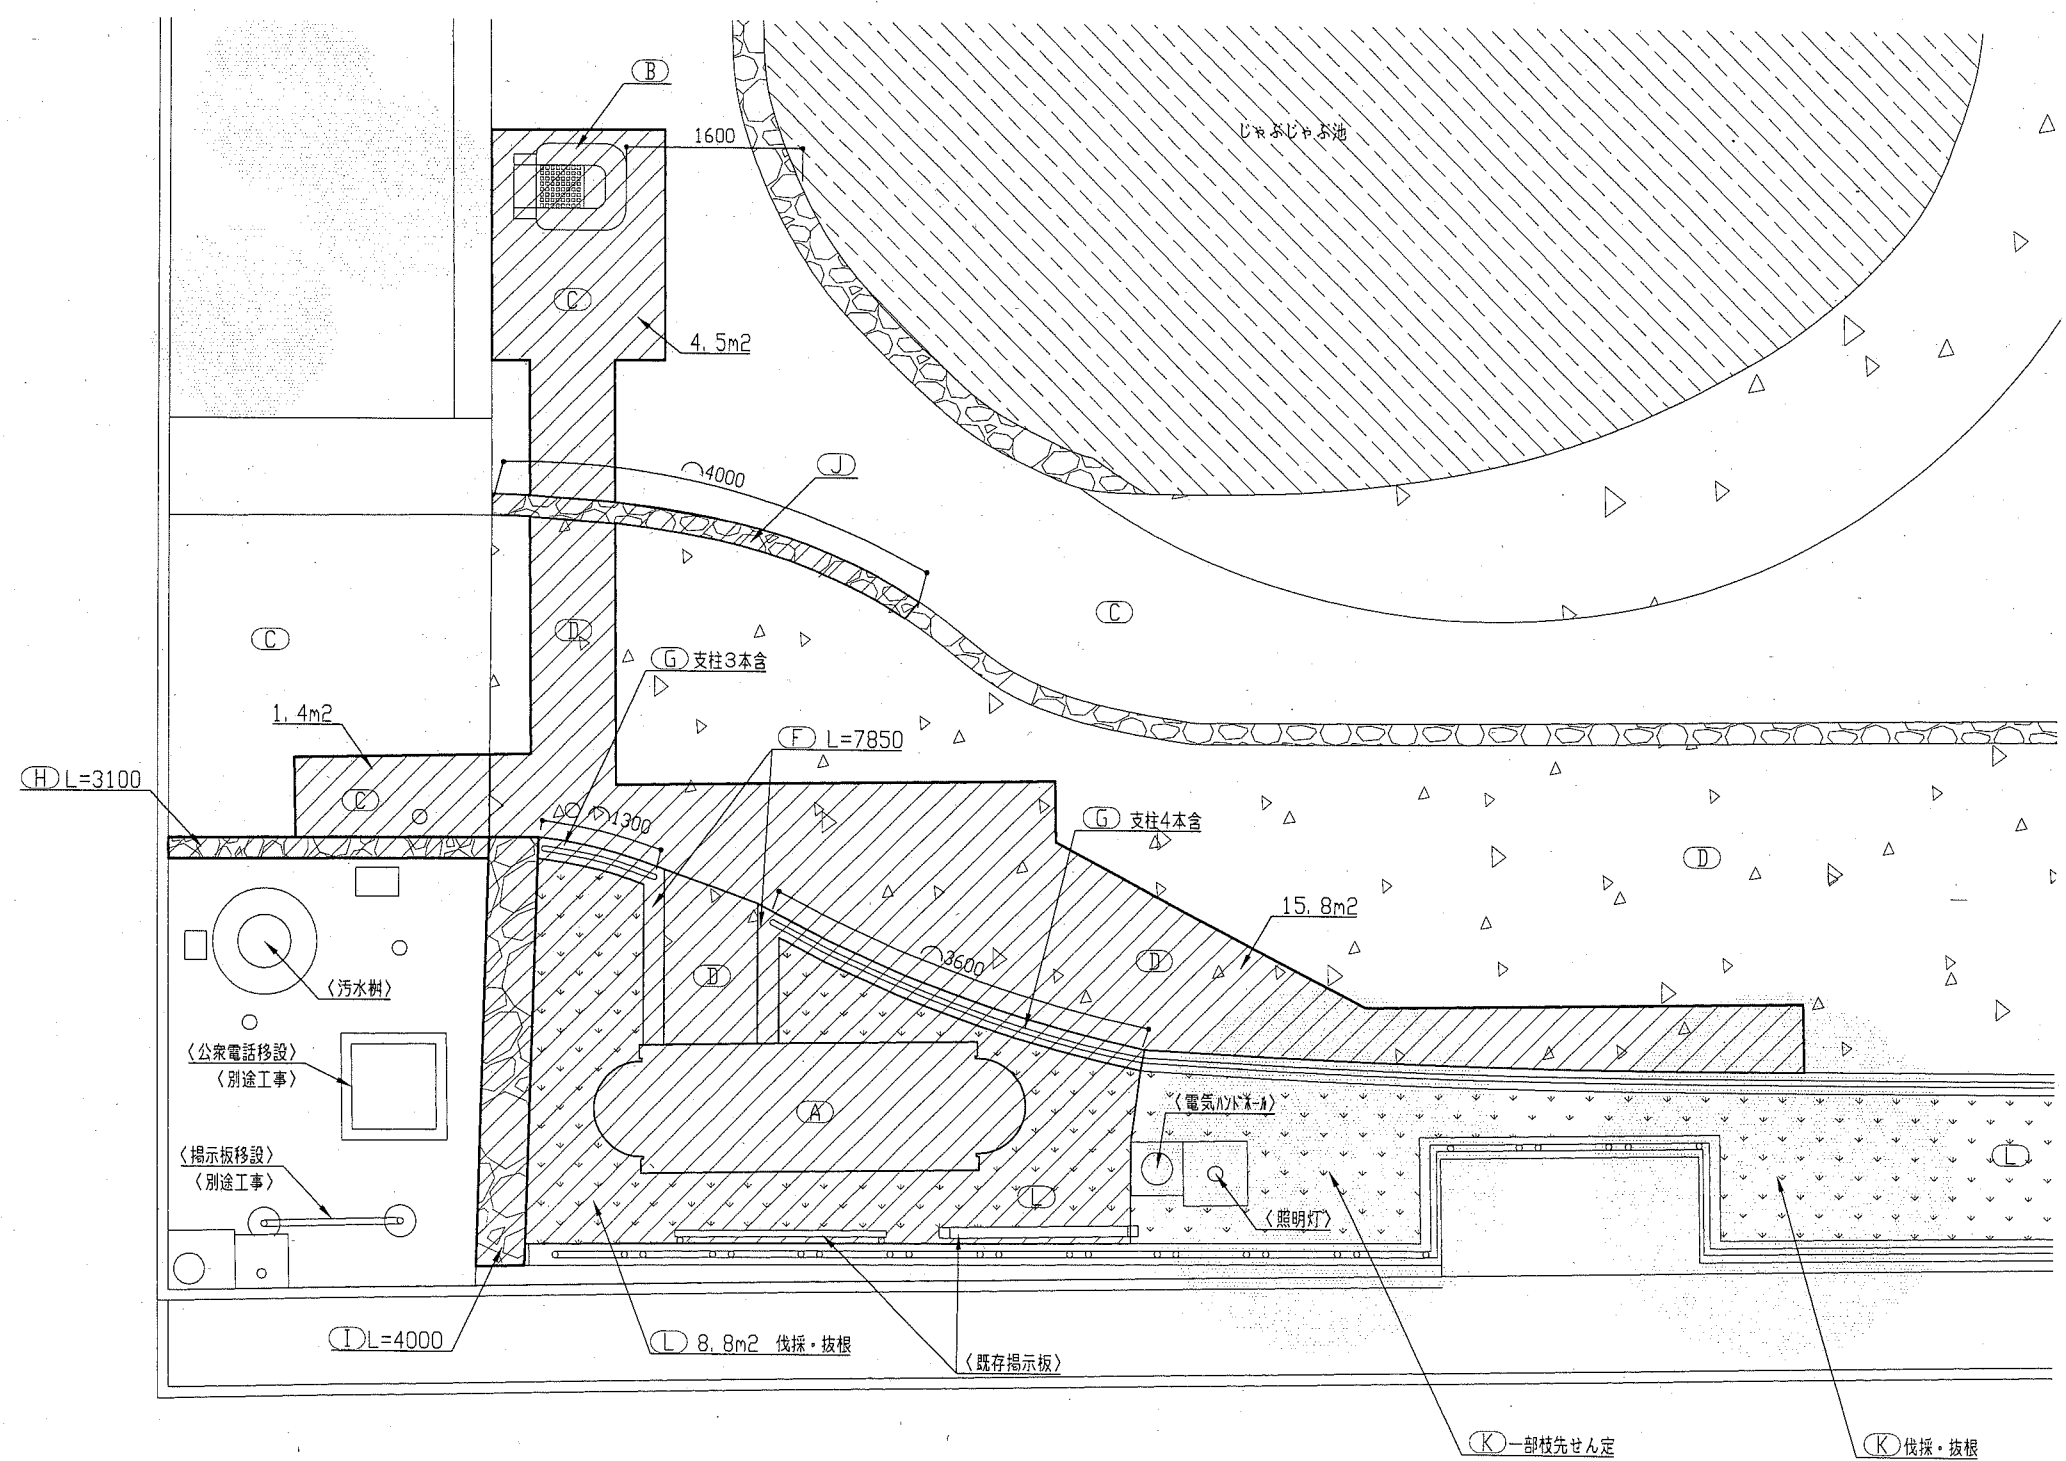 B
1600
じゃぶじゃぶ池
C
4.5m2
⌒4000
J
C
C
D
G 支柱3本含
1.4m2
F L=7850
H L=3100
C
⌒1300
G 支柱4本含
D
15.8m2
⌒3600
D
D
〈汚水桝〉
〈公衆電話移設〉
〈別途工事〉
A
〈電気ハンドホール〉
〈掲示板移設〉
〈別途工事〉
L
L
〈照明灯〉
I L=4000
L 8.8m2 伐採・抜根
〈既存掲示板〉
K 一部枝先せん定
K 伐採・抜根